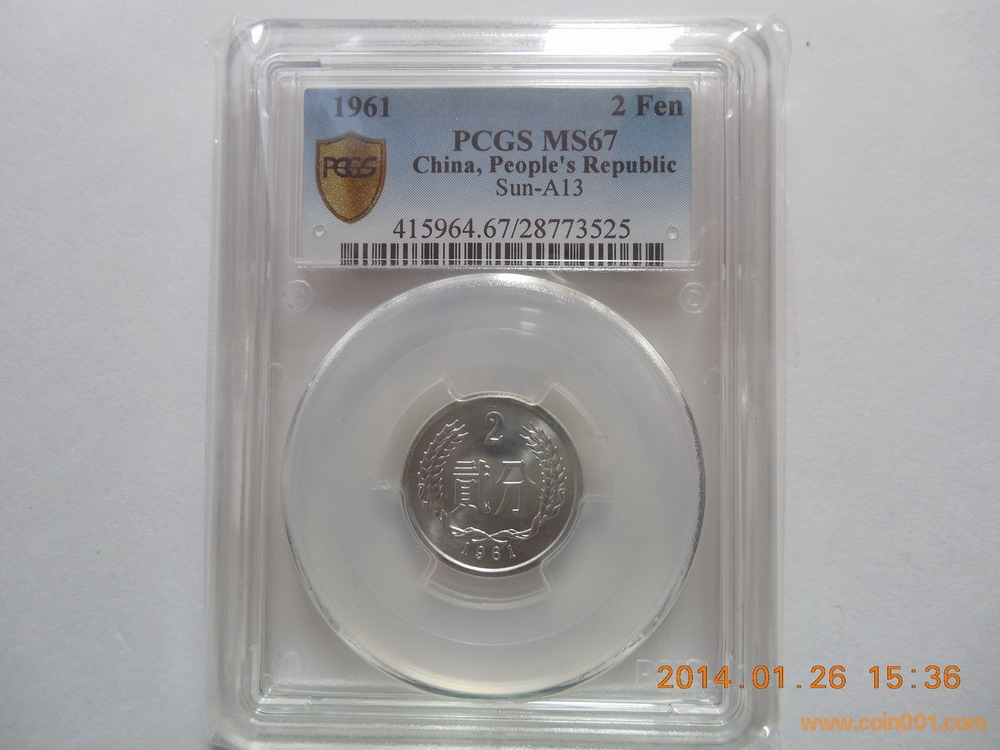 1961 2 Fen
PCGS MS67
PCGS
China, People's Republic
Sun-A13
415964.67/28773525
2
貳分
1961
2014.01.26 15:36
www.coin001.com